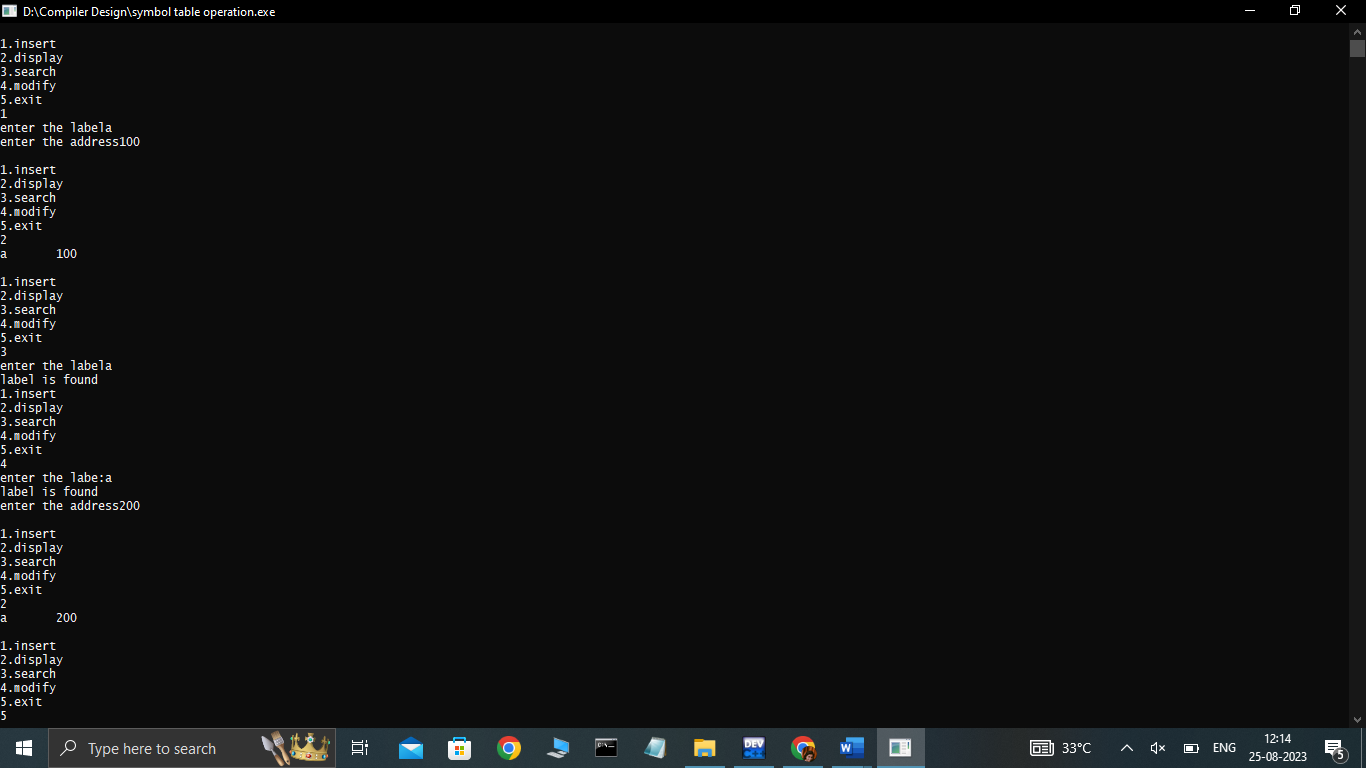 D:\Compiler Design\symbol table operation.exe
1.insert
2.display
3.search
4.modify
5.exit
1
enter the labela
enter the address100
1.insert
2.display
3.search
4.modify
5.exit
2
a 100
1.insert
2.display
3.search
4.modify
5.exit
3
enter the labela
label is found
1.insert
2.display
3.search
4.modify
5.exit
4
enter the labe:a
label is found
enter the address200
1.insert
2.display
3.search
4.modify
5.exit
2
a 200
1.insert
2.display
3.search
4.modify
5.exit
5
Type here to search
DEV
33°C
ENG
12:14
25-08-2023
5